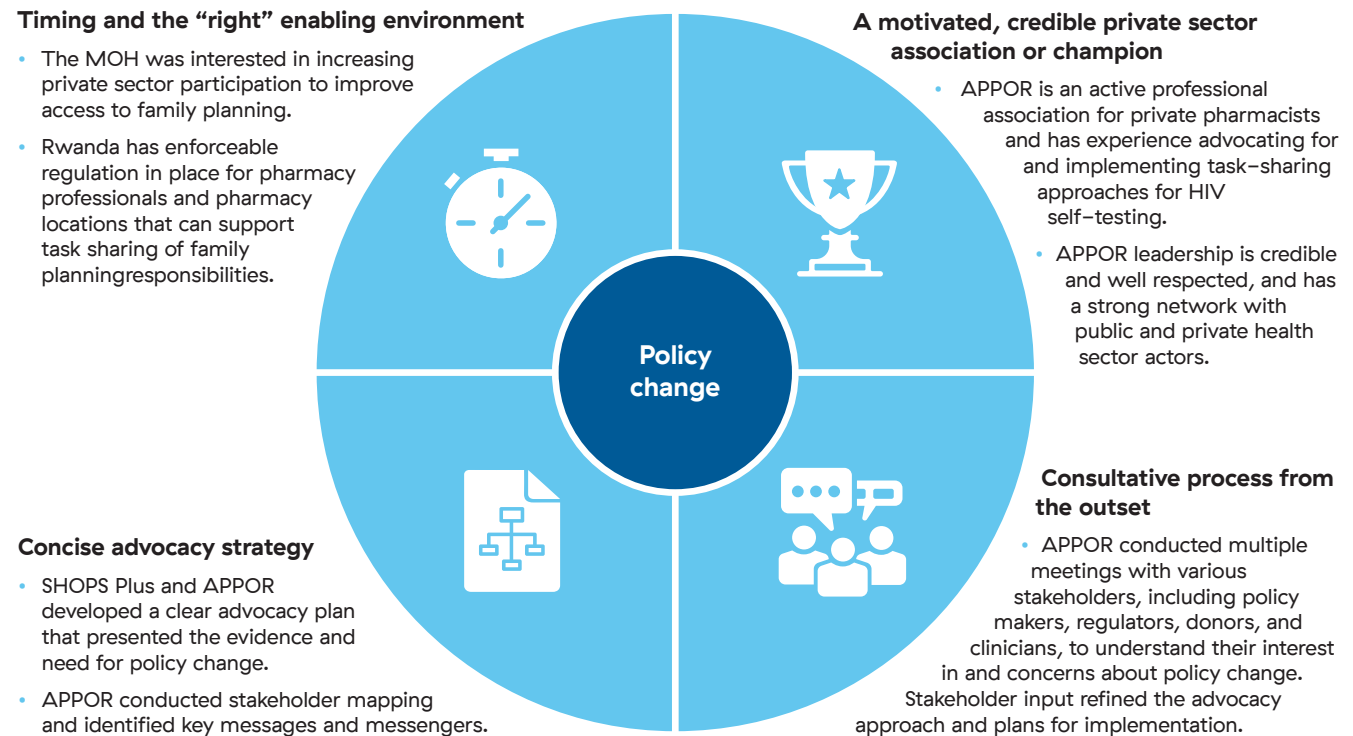 Timing and the “right” enabling environment
• The MOH was interested in increasing
private sector participation to improve
access to family planning.
• Rwanda has enforceable
regulation in place for pharmacy
professionals and pharmacy
locations that can support
task sharing of family
planningresponsibilities.
A motivated, credible private sector
association or champion
• APPOR is an active professional
association for private pharmacists
and has experience advocating for
and implementing task-sharing
approaches for HIV
self-testing.
• APPOR leadership is credible
and well respected, and has
a strong network with
public and private health
sector actors.
Policy
change
Concise advocacy strategy
• SHOPS Plus and APPOR
developed a clear advocacy plan
that presented the evidence and
need for policy change.
• APPOR conducted stakeholder mapping
and identified key messages and messengers.
Consultative process from
the outset
• APPOR conducted multiple
meetings with various
stakeholders, including policy
makers, regulators, donors, and
clinicians, to understand their interest
in and concerns about policy change.
Stakeholder input refined the advocacy
approach and plans for implementation.